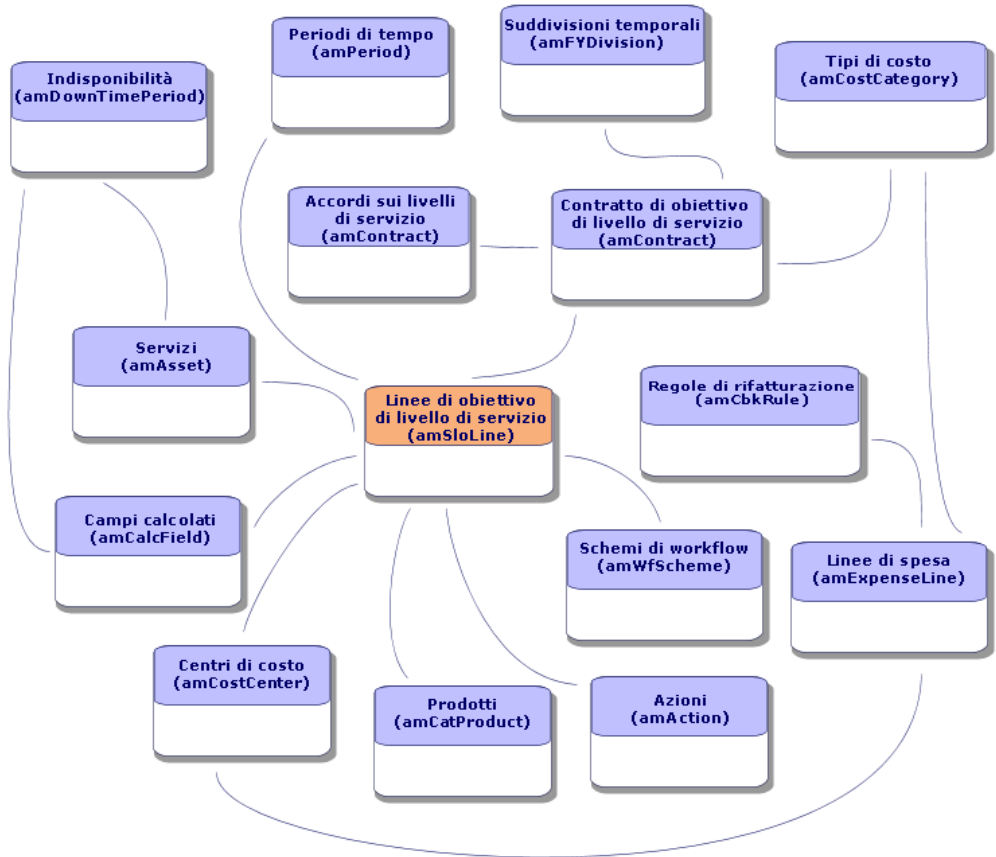 Suddivisioni temporali
(amFYDivision)
Periodi di tempo
(amPeriod)
Tipi di costo
(amCostCategory)
Indisponibilità
(amDownTimePeriod)
Accordi sui livelli
di servizio
(amContract)
Contratto di obiettivo
di livello di servizio
(amContract)
Servizi
(amAsset)
Regole di rifatturazione
(amCbkRule)
Linee di obiettivo
di livello di servizio
(amSloLine)
Campi calcolati
(amCalcField)
Schemi di workflow
(amWfScheme)
Linee di spesa
(amExpenseLine)
Centri di costo
(amCostCenter)
Prodotti
(amCatProduct)
Azioni
(amAction)